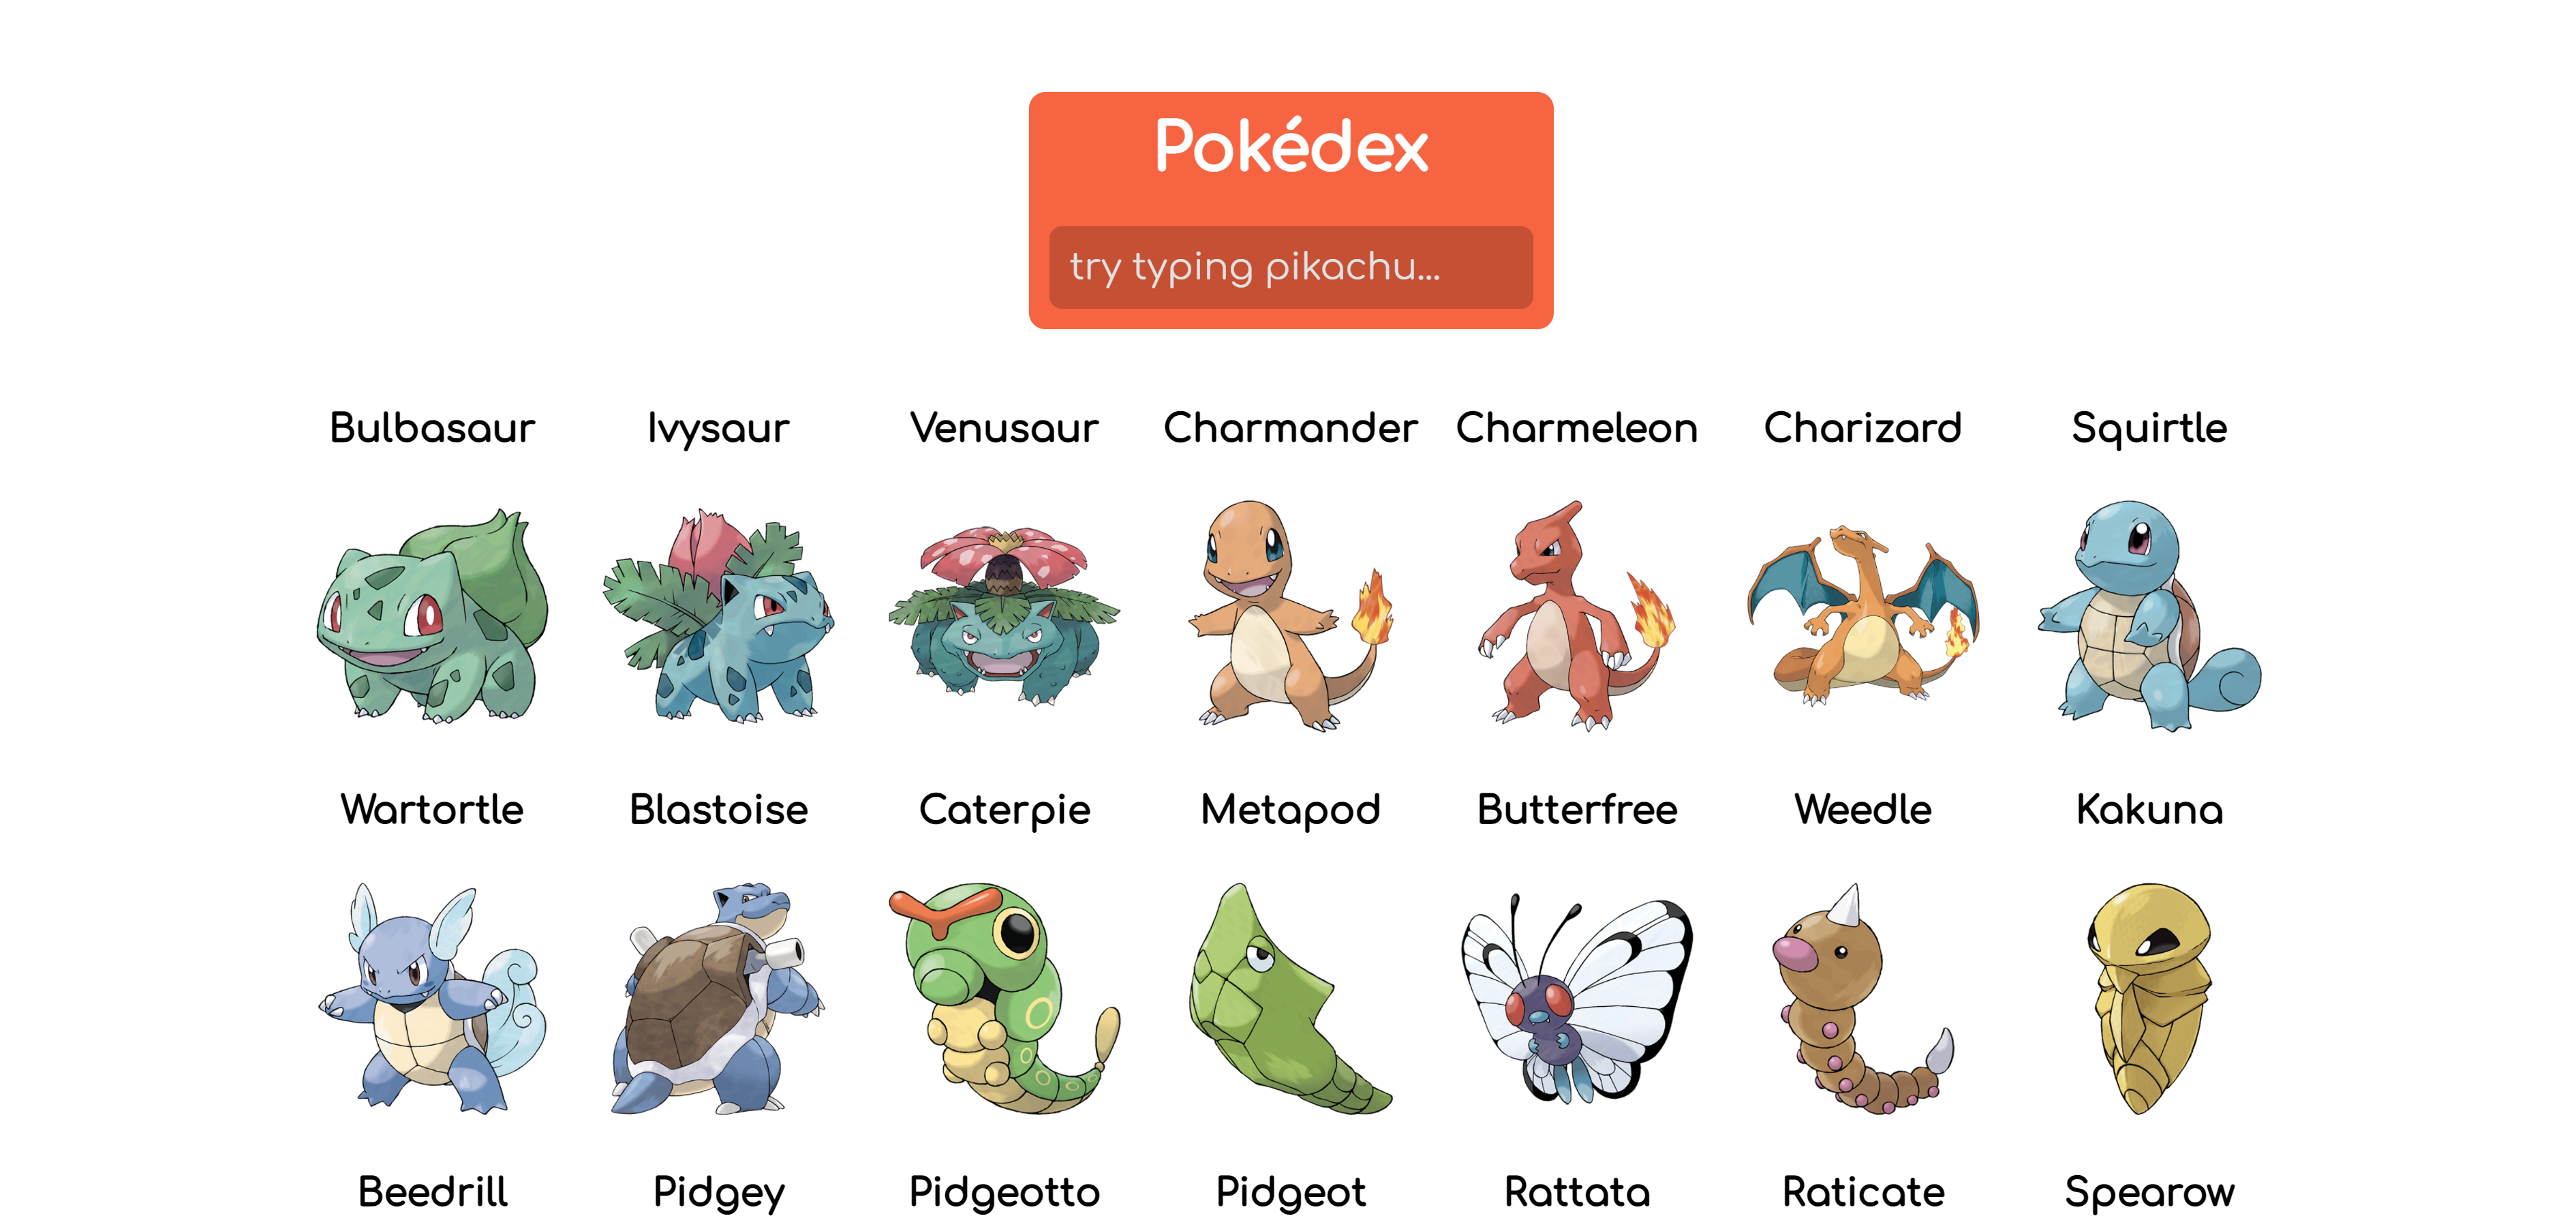 Pokédex
try typing pikachu...
Bulbasaur Ivysaur Venusaur Charmander Charmeleon Charizard Squirtle
Wartortle Blastoise Caterpie Metapod Butterfree Weedle Kakuna
Beedrill Pidgey Pidgeotto Pidgeot Rattata Raticate Spearow